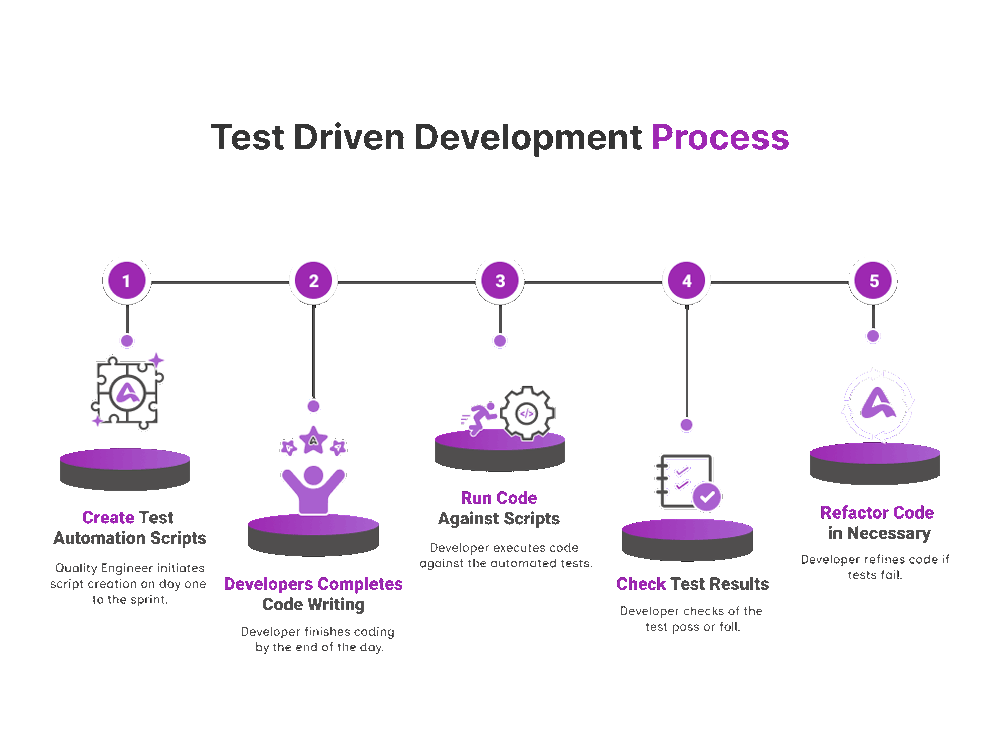 Test Driven Development Process
1
2
3
4
5
Create Test
Automation Scripts
Quality Engineer initiates
script creation on day one
to the sprint.
Developers Completes
Code Writing
Developer finishes coding
by the end of the day.
Run Code
Against Scripts
Developer executes code
against the automated tests.
Check Test Results
Developer checks of the
test pass or fall.
Refactor Code
in Necessary
Developer refines code if
tests fail.